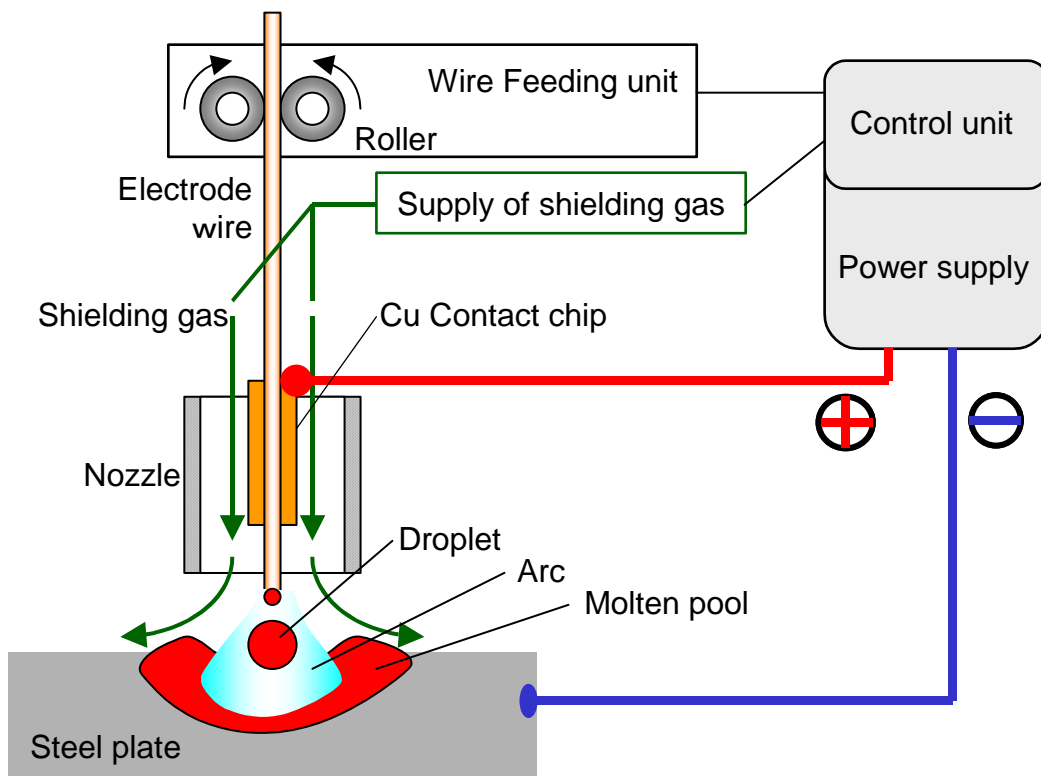 Wire Feeding unit
Roller
Control unit
Electrode
wire
Supply of shielding gas
Power supply
Shielding gas
Cu Contact chip
Nozzle
Droplet
Arc
Molten pool
Steel plate